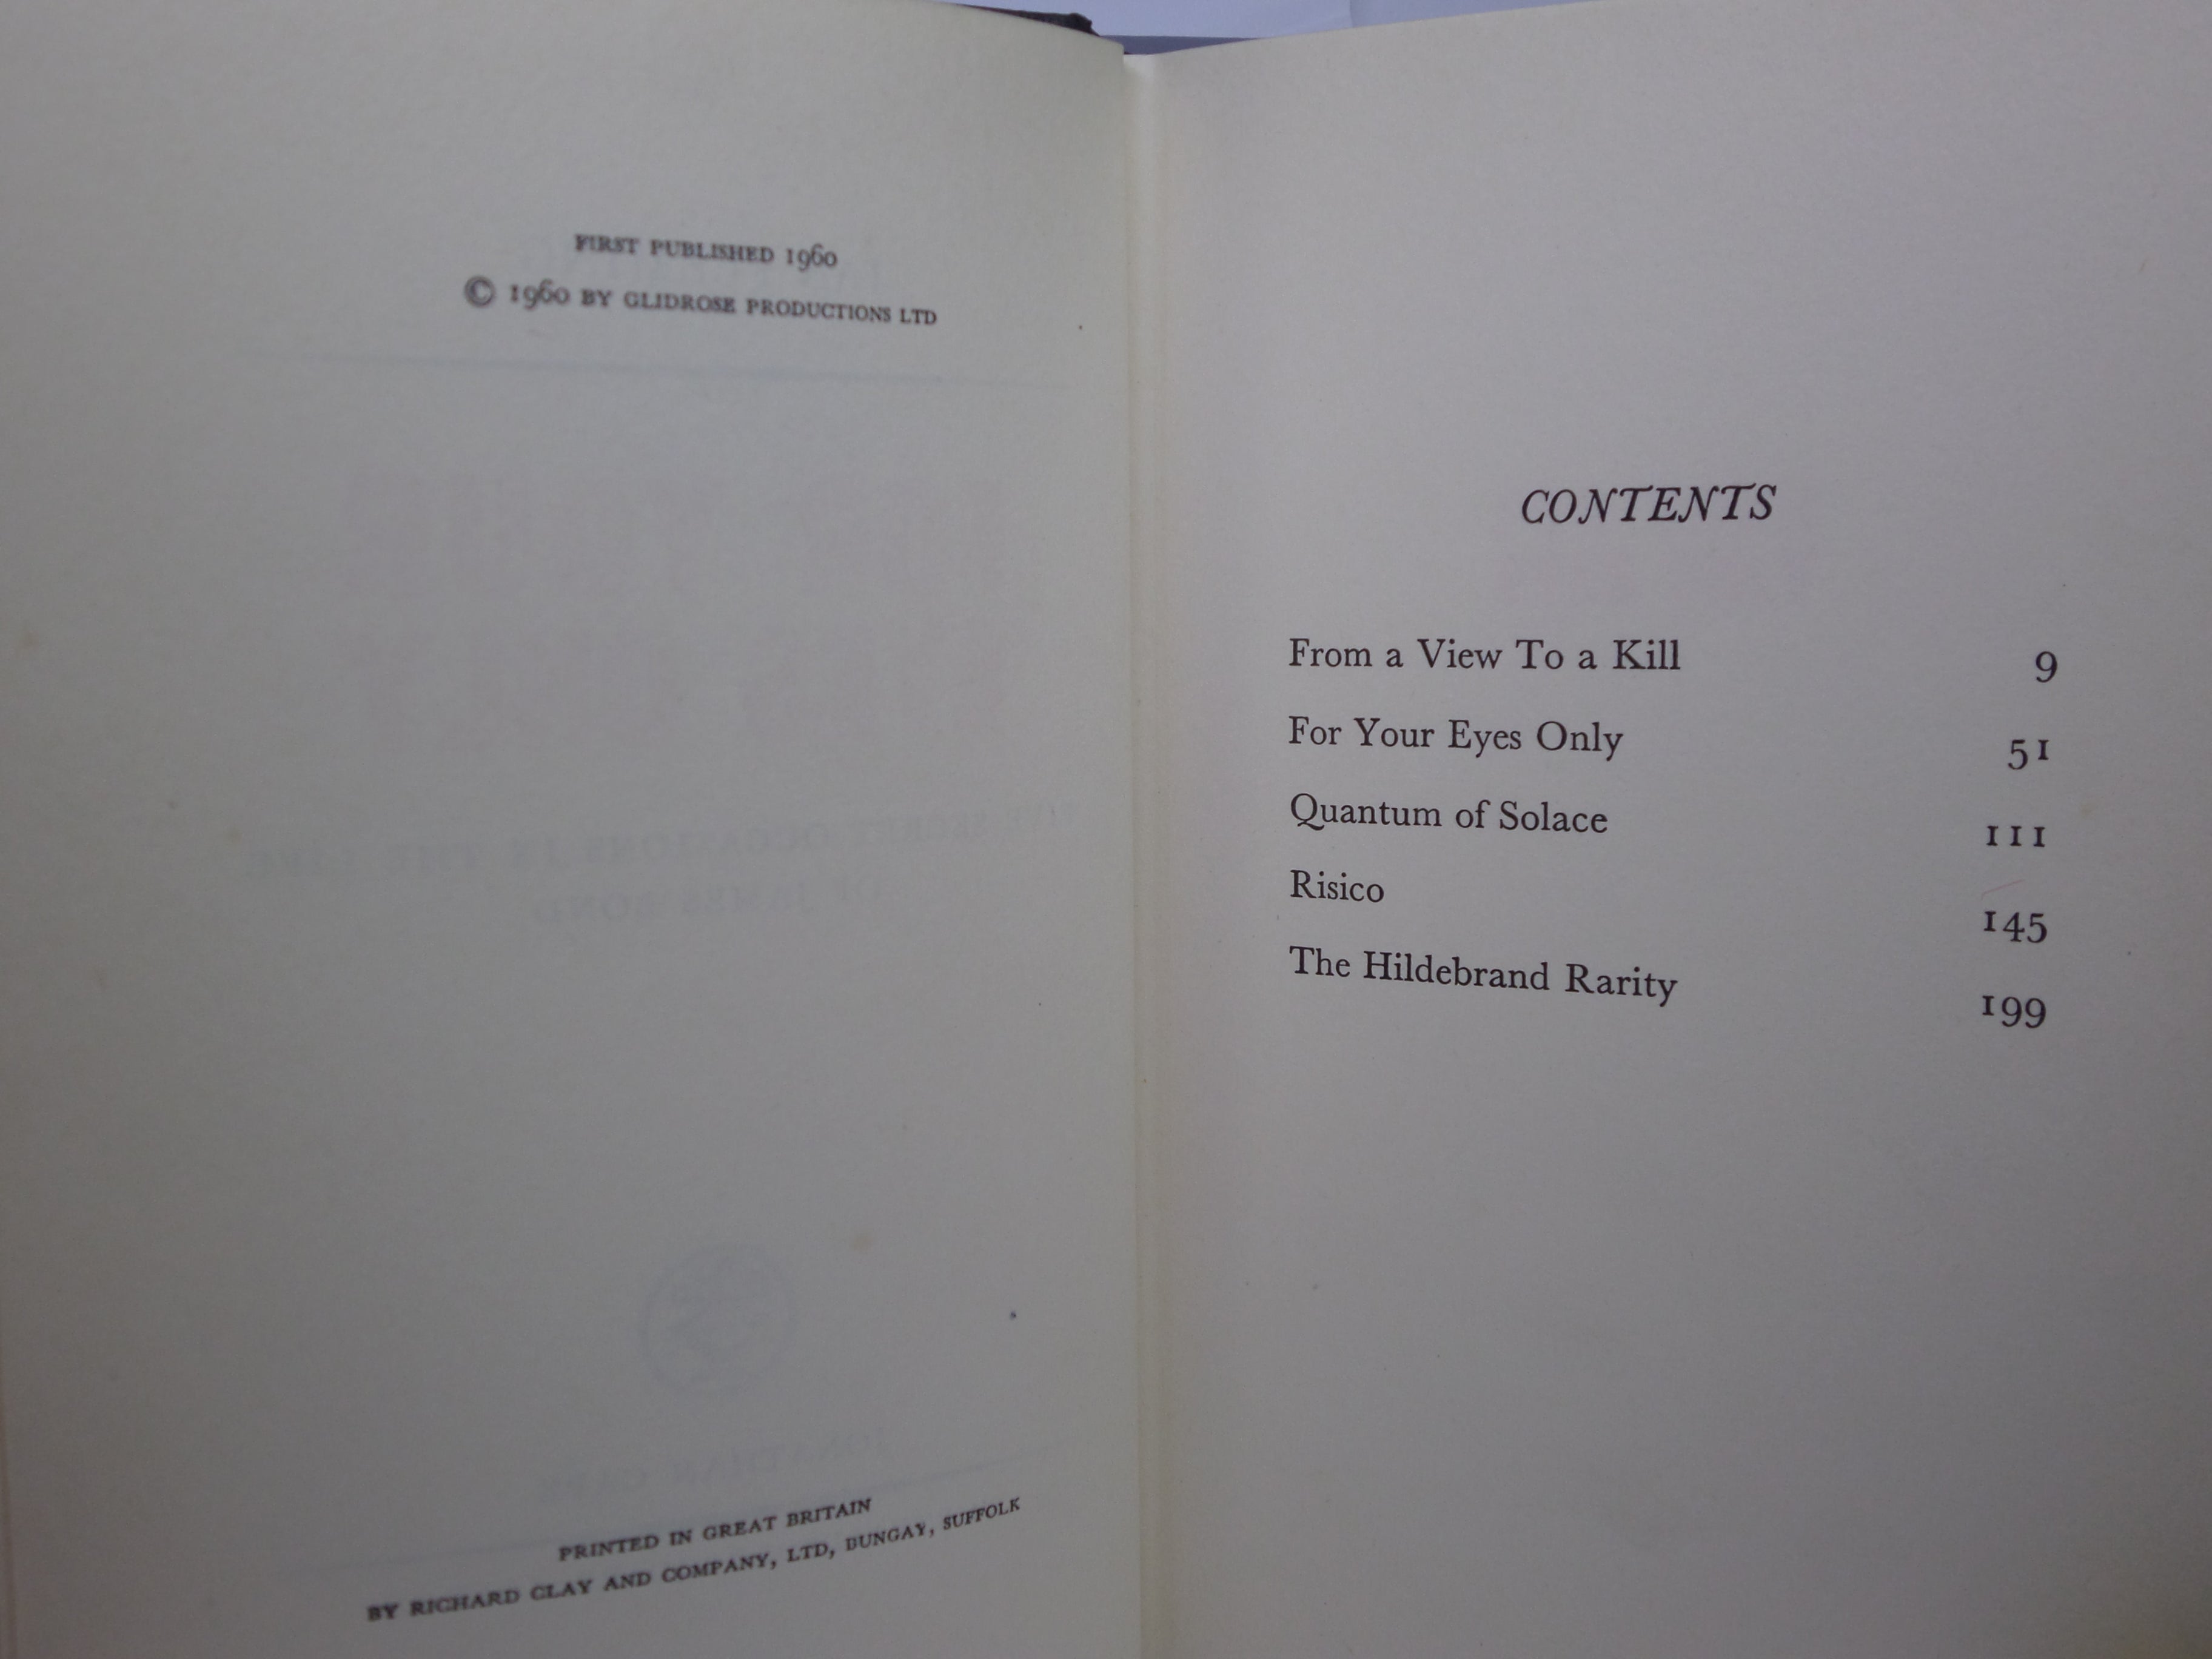 FIRST PUBLISHED 1960
© 1960 BY GLIDROSE PRODUCTIONS LTD
PRINTED IN GREAT BRITAIN
BY RICHARD CLAY AND COMPANY, LTD, BUNGAY, SUFFOLK
CONTENTS
From a View To a Kill 9
For Your Eyes Only 51
Quantum of Solace 111
Risico 145
The Hildebrand Rarity 199